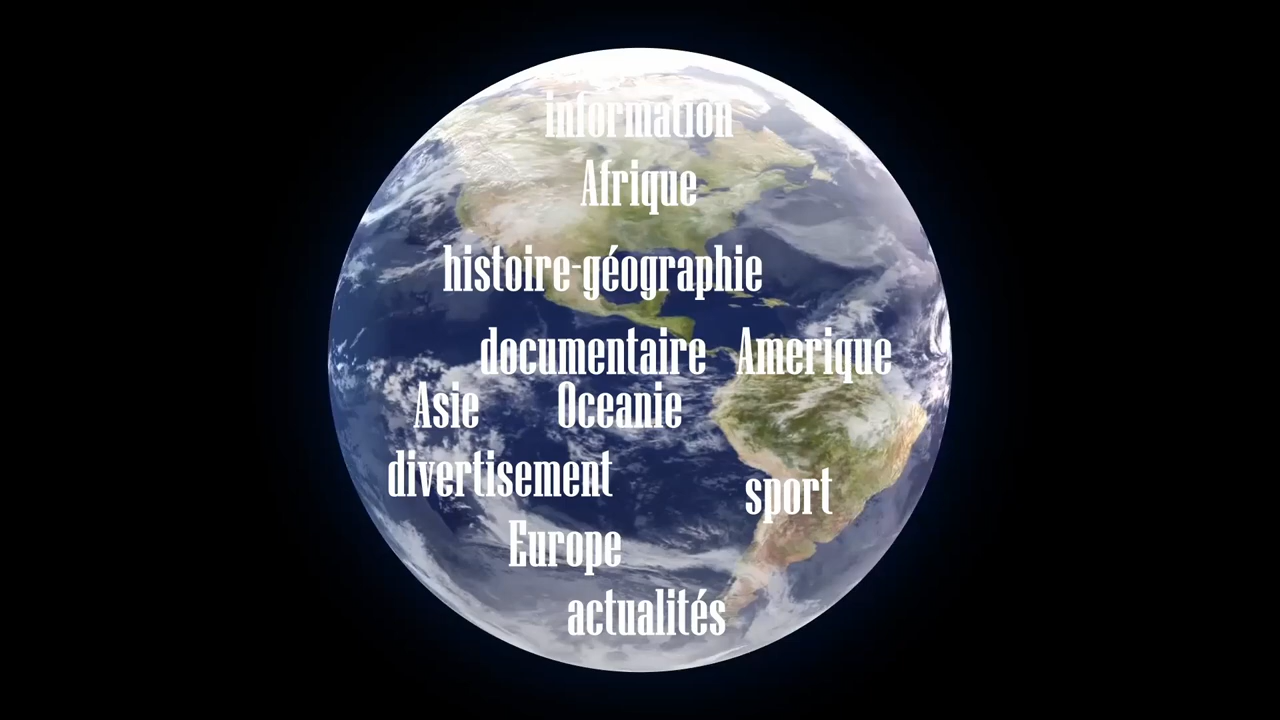 information
Afrique
histoire-géographie
documentaire Amerique
Asie Oceanie
divertisement
sport
Europe
actualités